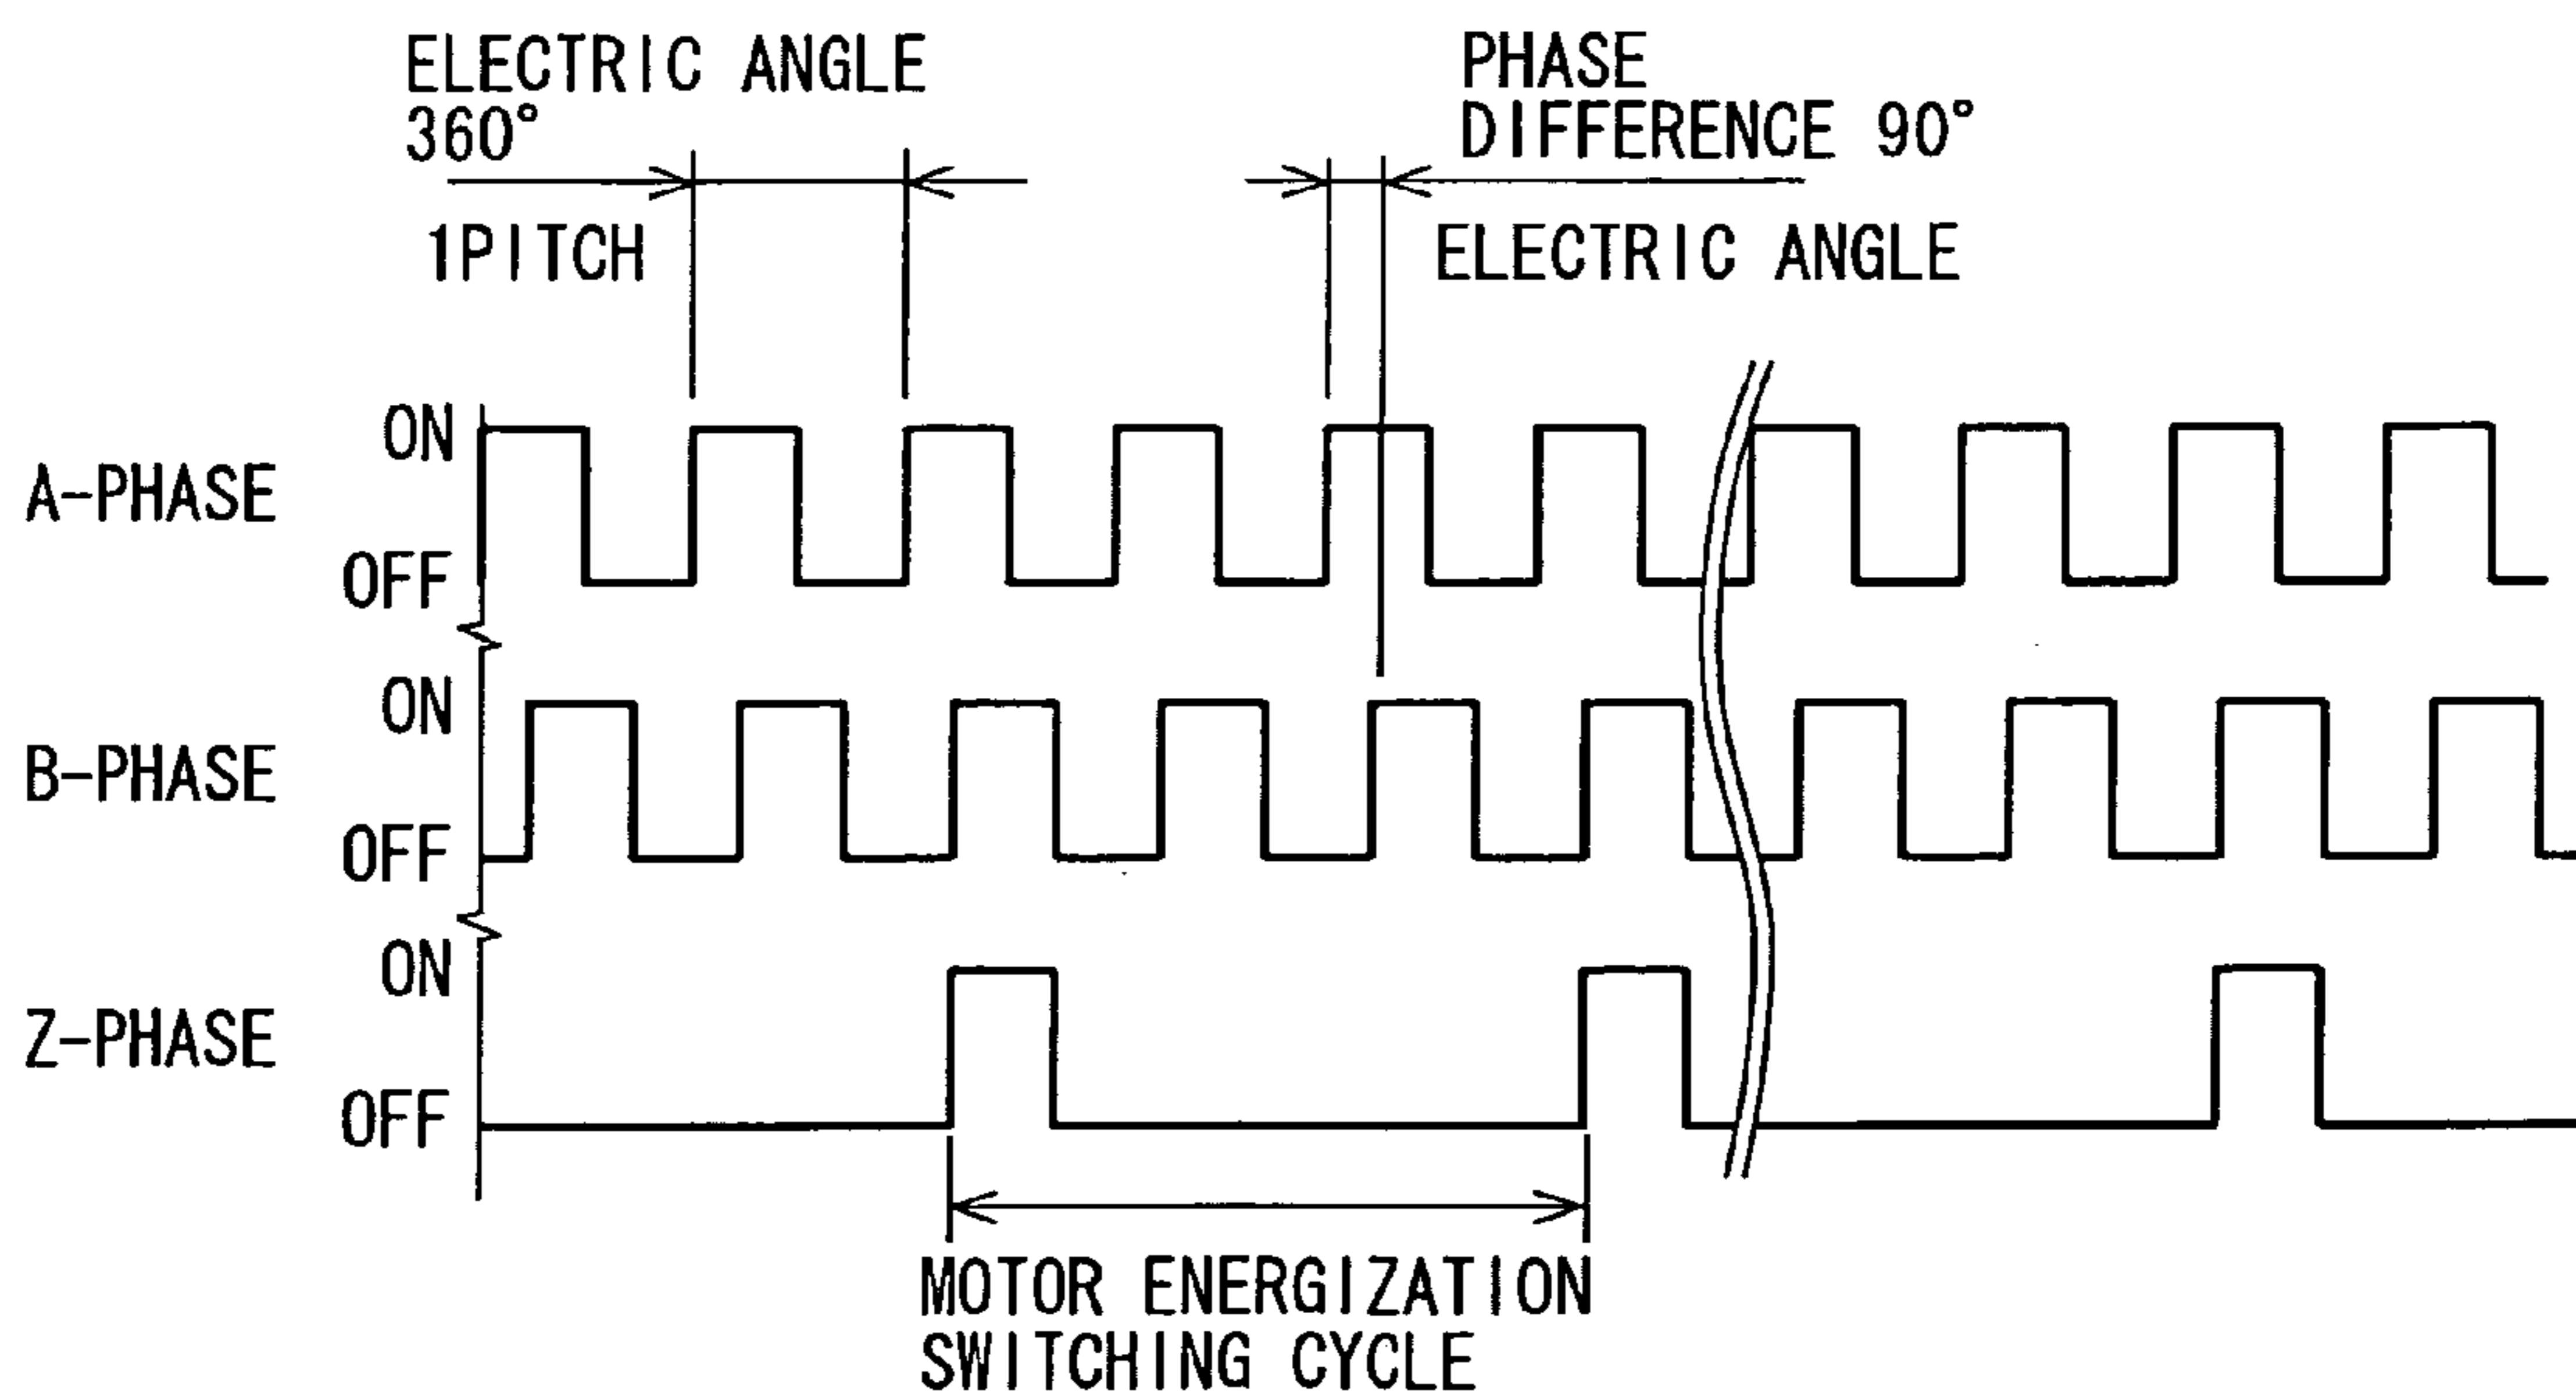 ELECTRIC ANGLE
360°
1PITCH
PHASE
DIFFERENCE 90°
ELECTRIC ANGLE
A-PHASE
ON
OFF
B-PHASE
ON
OFF
Z-PHASE
ON
OFF
MOTOR ENERGIZATION
SWITCHING CYCLE